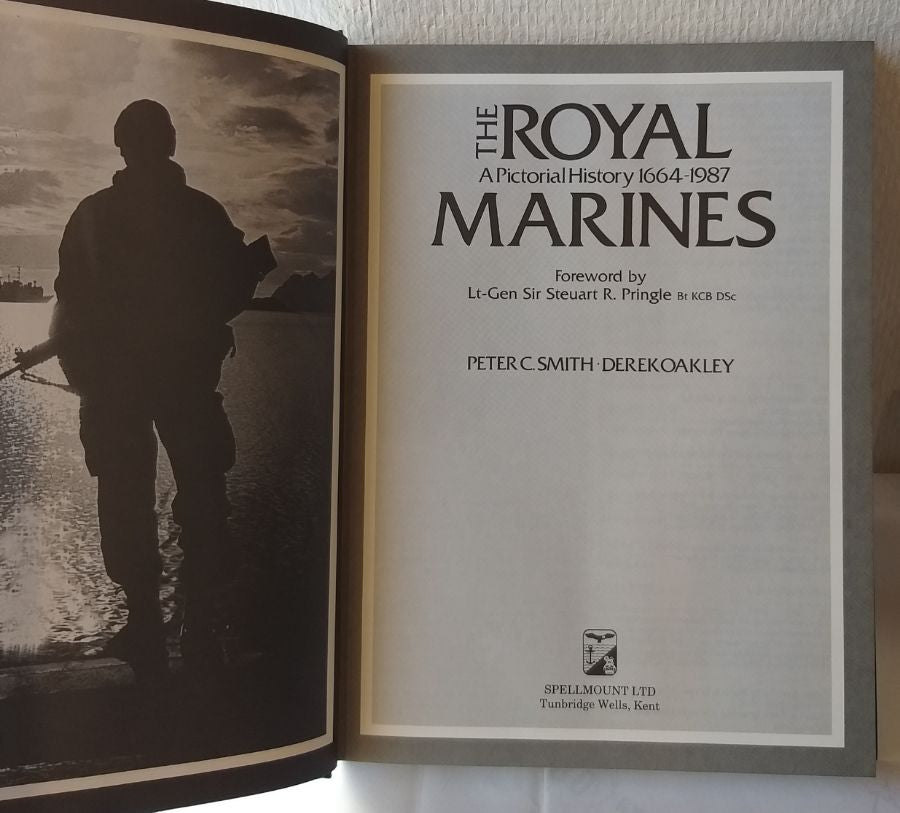 THE ROYAL
A Pictorial History 1664-1987
MARINES
Foreword by
Lt-Gen Sir Steuart R. Pringle Bt KCB DSc
PETER C. SMITH · DEREK OAKLEY
SPELLMOUNT LTD
Tunbridge Wells, Kent